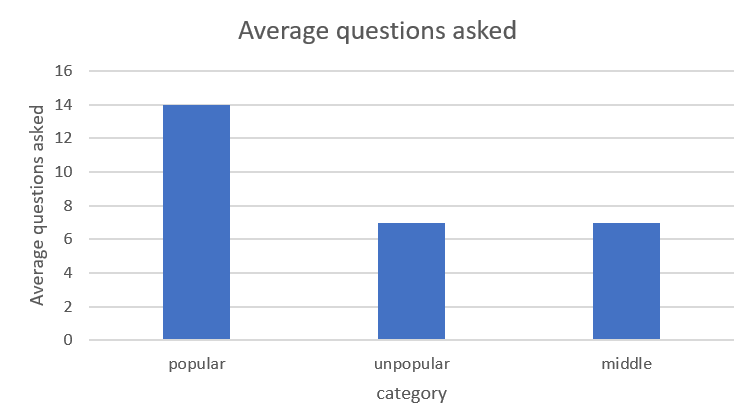 Average questions asked
Average questions asked
16
14
12
10
8
6
4
2
0
popular
unpopular
middle
category